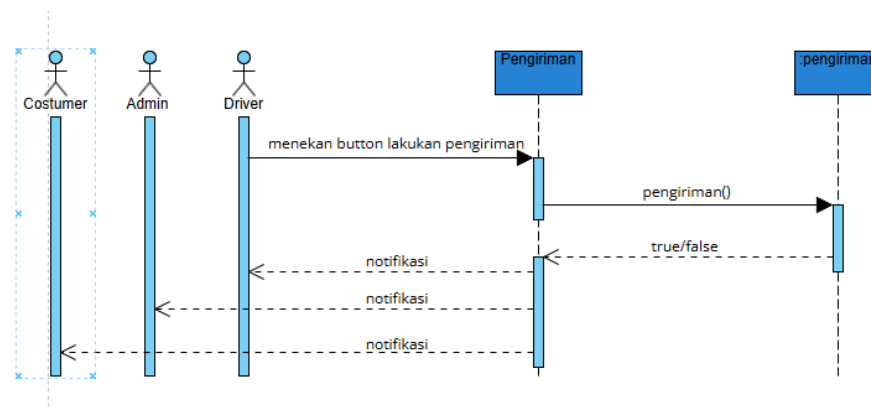 Costumer
Admin
Driver
Pengiriman
:pengiriman
menekan button lakukan pengiriman
pengiriman()
true/false
notifikasi
notifikasi
notifikasi